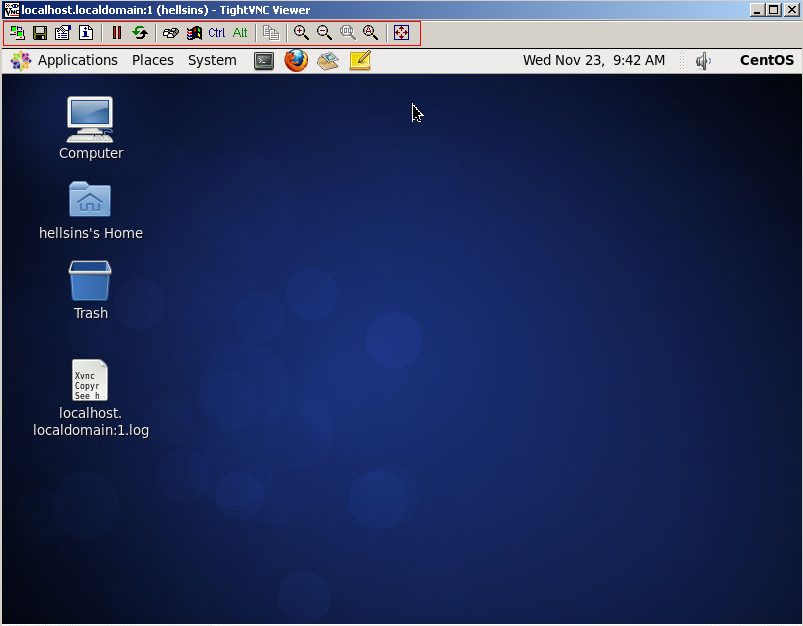 localhost.localdomain:1 (hellsins) - TightVNC Viewer
Ctrl Alt
Applications Places System Wed Nov 23, 9:42 AM CentOS
Computer
hellsins's Home
Trash
Xvnc
Copyr
See h
localhost.
localdomain:1.log